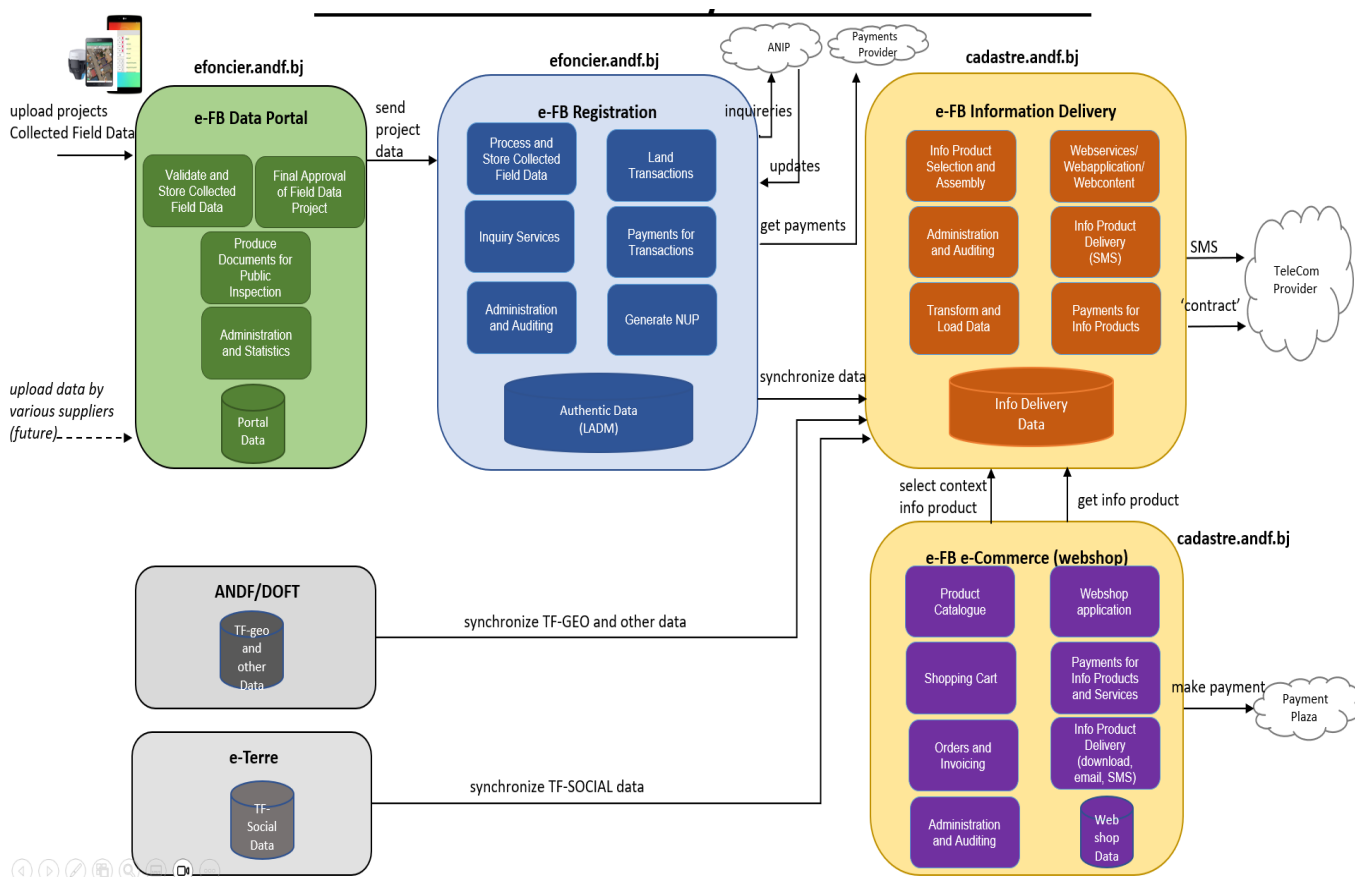 efoncier.andf.bj
upload projects
Collected Field Data
e-FB Data Portal
Validate and
Store Collected
Field Data
Final Approval
of Field Data
Project
Produce
Documents for
Public
Inspection
Administration
and Statistics
Portal
Data
upload data by
various suppliers
(future)
send
project
data
efoncier.andf.bj
e-FB Registration
Process and
Store Collected
Field Data
Land
Transactions
Inquiry Services
Payments for
Transactions
Administration
and Auditing
Generate NUP
Authentic Data
(LADM)
ANIP
Payments
Provider
inquireries
updates
get payments
synchronize data
cadastre.andf.bj
e-FB Information Delivery
Info Product
Selection and
Assembly
Webservices/
Webapplication/
Webcontent
Administration
and Auditing
Info Product
Delivery
(SMS)
Transform and
Load Data
Payments for
Info Products
Info Delivery
Data
SMS
‘contract’
TeleCom
Provider
select context
info product
get info product
cadastre.andf.bj
e-FB e-Commerce (webshop)
Product
Catalogue
Webshop
application
Shopping Cart
Payments for
Info Products
and Services
Orders and
Invoicing
Info Product
Delivery
(download,
email, SMS)
Administration
and Auditing
Web
shop
Data
make payment
Payment
Plaza
ANDF/DOFT
TF-geo
and
other
Data
synchronize TF-GEO and other data
e-Terre
TF-
Social
Data
synchronize TF-SOCIAL data